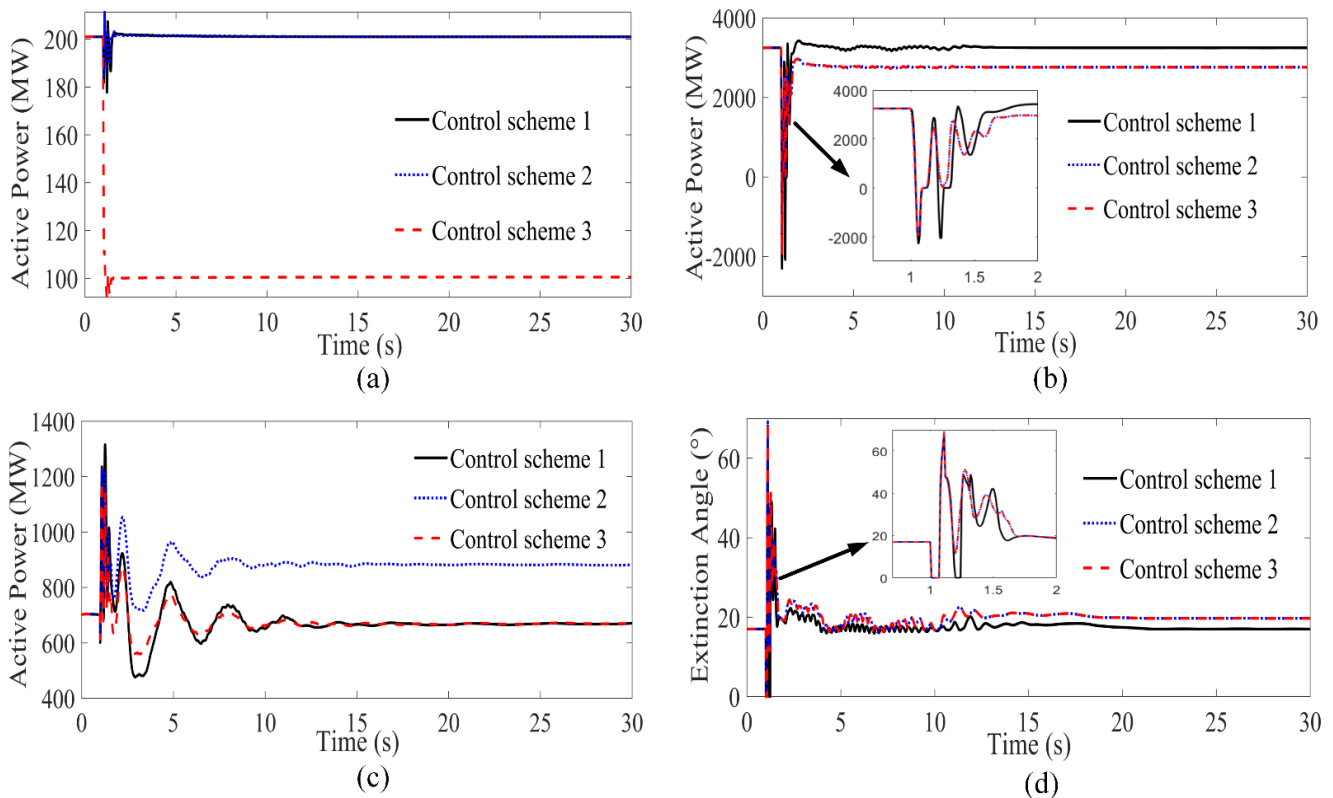 200
180
160
140
120
100
Active Power (MW)
Control scheme 1
Control scheme 2
Control scheme 3
0 5 10 15 20 25 30
Time (s)
(a)
4000
3000
2000
1000
0
-1000
-2000
-3000
Active Power (MW)
4000
2000
0
-2000
1 1.5 2
Control scheme 1
Control scheme 2
Control scheme 3
0 5 10 15 20 25 30
Time (s)
(b)
1400
1200
1000
800
600
400
Active Power (MW)
Control scheme 1
Control scheme 2
Control scheme 3
0 5 10 15 20 25 30
Time (s)
(c)
60
40
20
0
Extinction Angle (°)
60
40
20
0
1 1.5 2
Control scheme 1
Control scheme 2
Control scheme 3
0 5 10 15 20 25 30
Time (s)
(d)